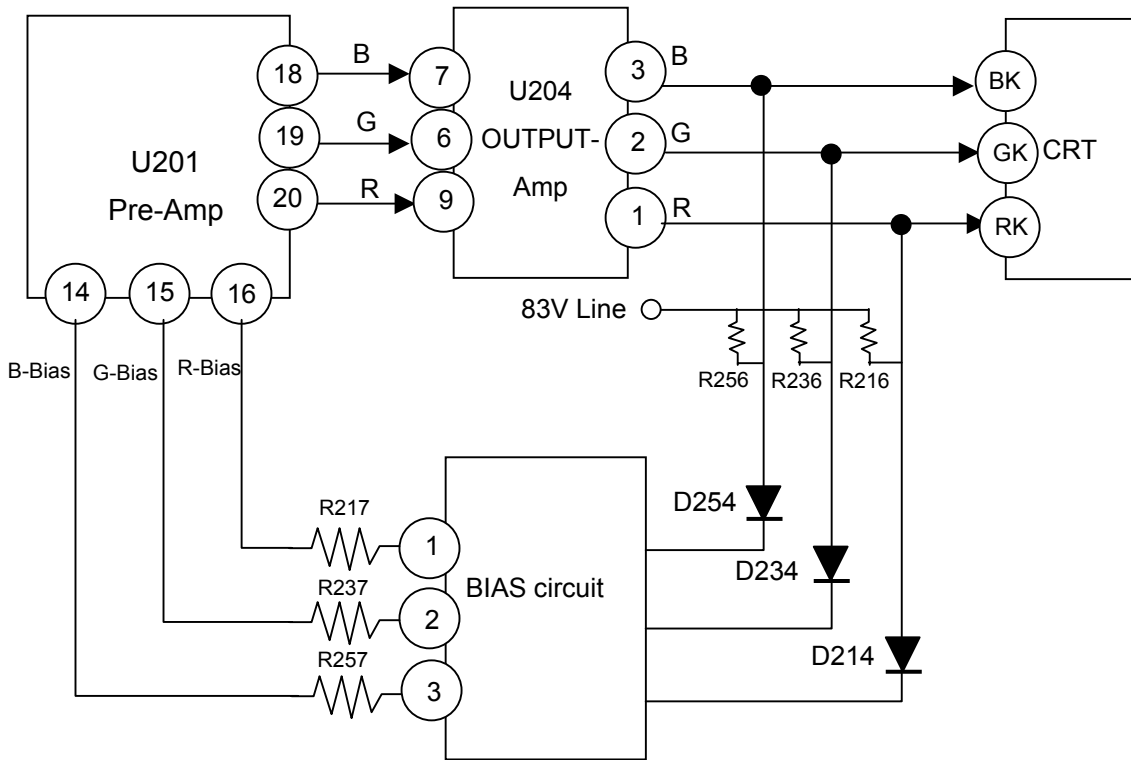 U201
Pre-Amp
18
19
20
14
15
16
B
G
R
7
6
9
U204
OUTPUT-
Amp
3
2
1
B
G
R
BK
GK
RK
CRT
83V Line
R256
R236
R216
B-Bias
G-Bias
R-Bias
R217
R237
R257
1
2
3
BIAS circuit
D254
D234
D214